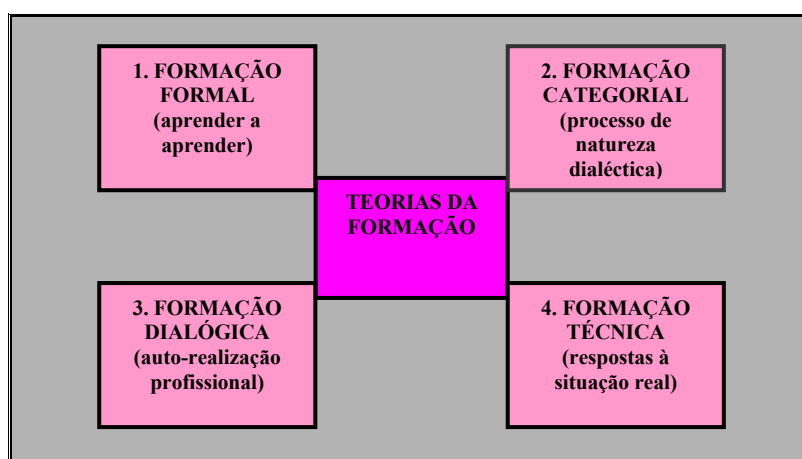 1. FORMAÇÃO
FORMAL
(aprender a
aprender)
2. FORMAÇÃO
CATEGORIAL
(processo de
natureza
dialéctica)
TEORIAS DA
FORMAÇÃO
3. FORMAÇÃO
DIALÓGICA
(auto-realização
profissional)
4. FORMAÇÃO
TÉCNICA
(respostas à
situação real)